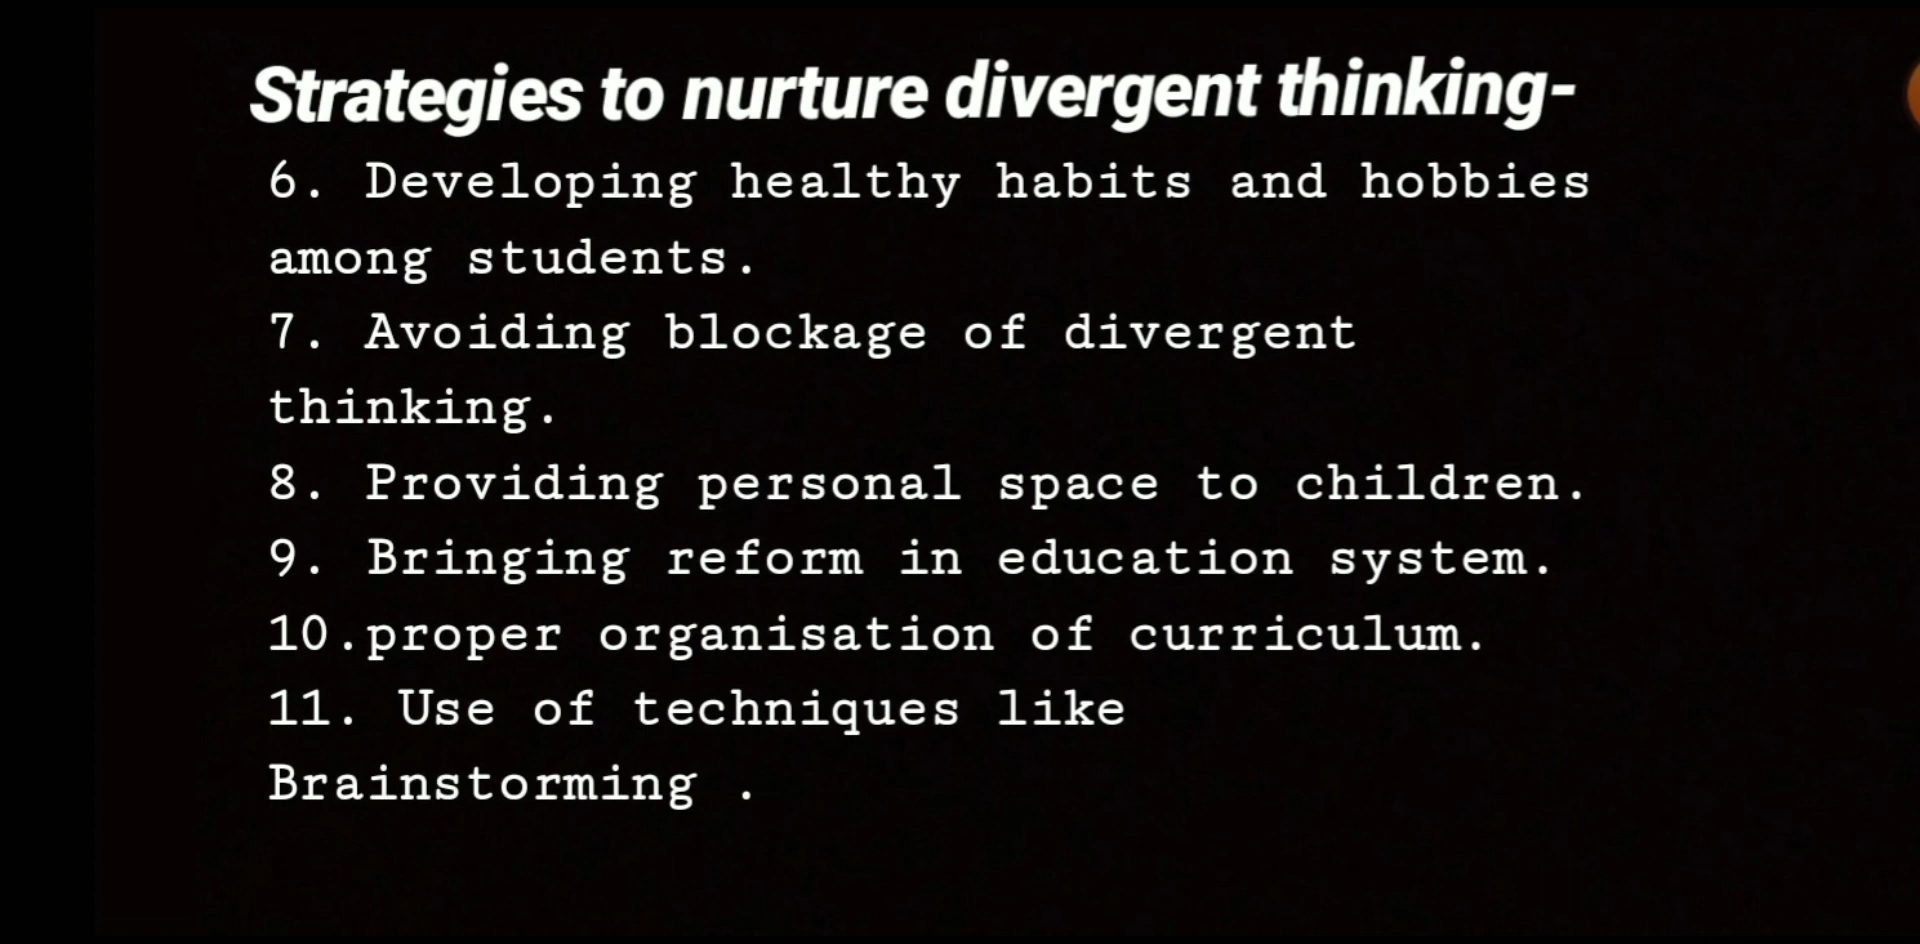 Strategies to nurture divergent thinking-
6. Developing healthy habits and hobbies
among students.
7. Avoiding blockage of divergent
thinking.
8. Providing personal space to children.
9. Bringing reform in education system.
10.proper organisation of curriculum.
11. Use of techniques like
Brainstorming .